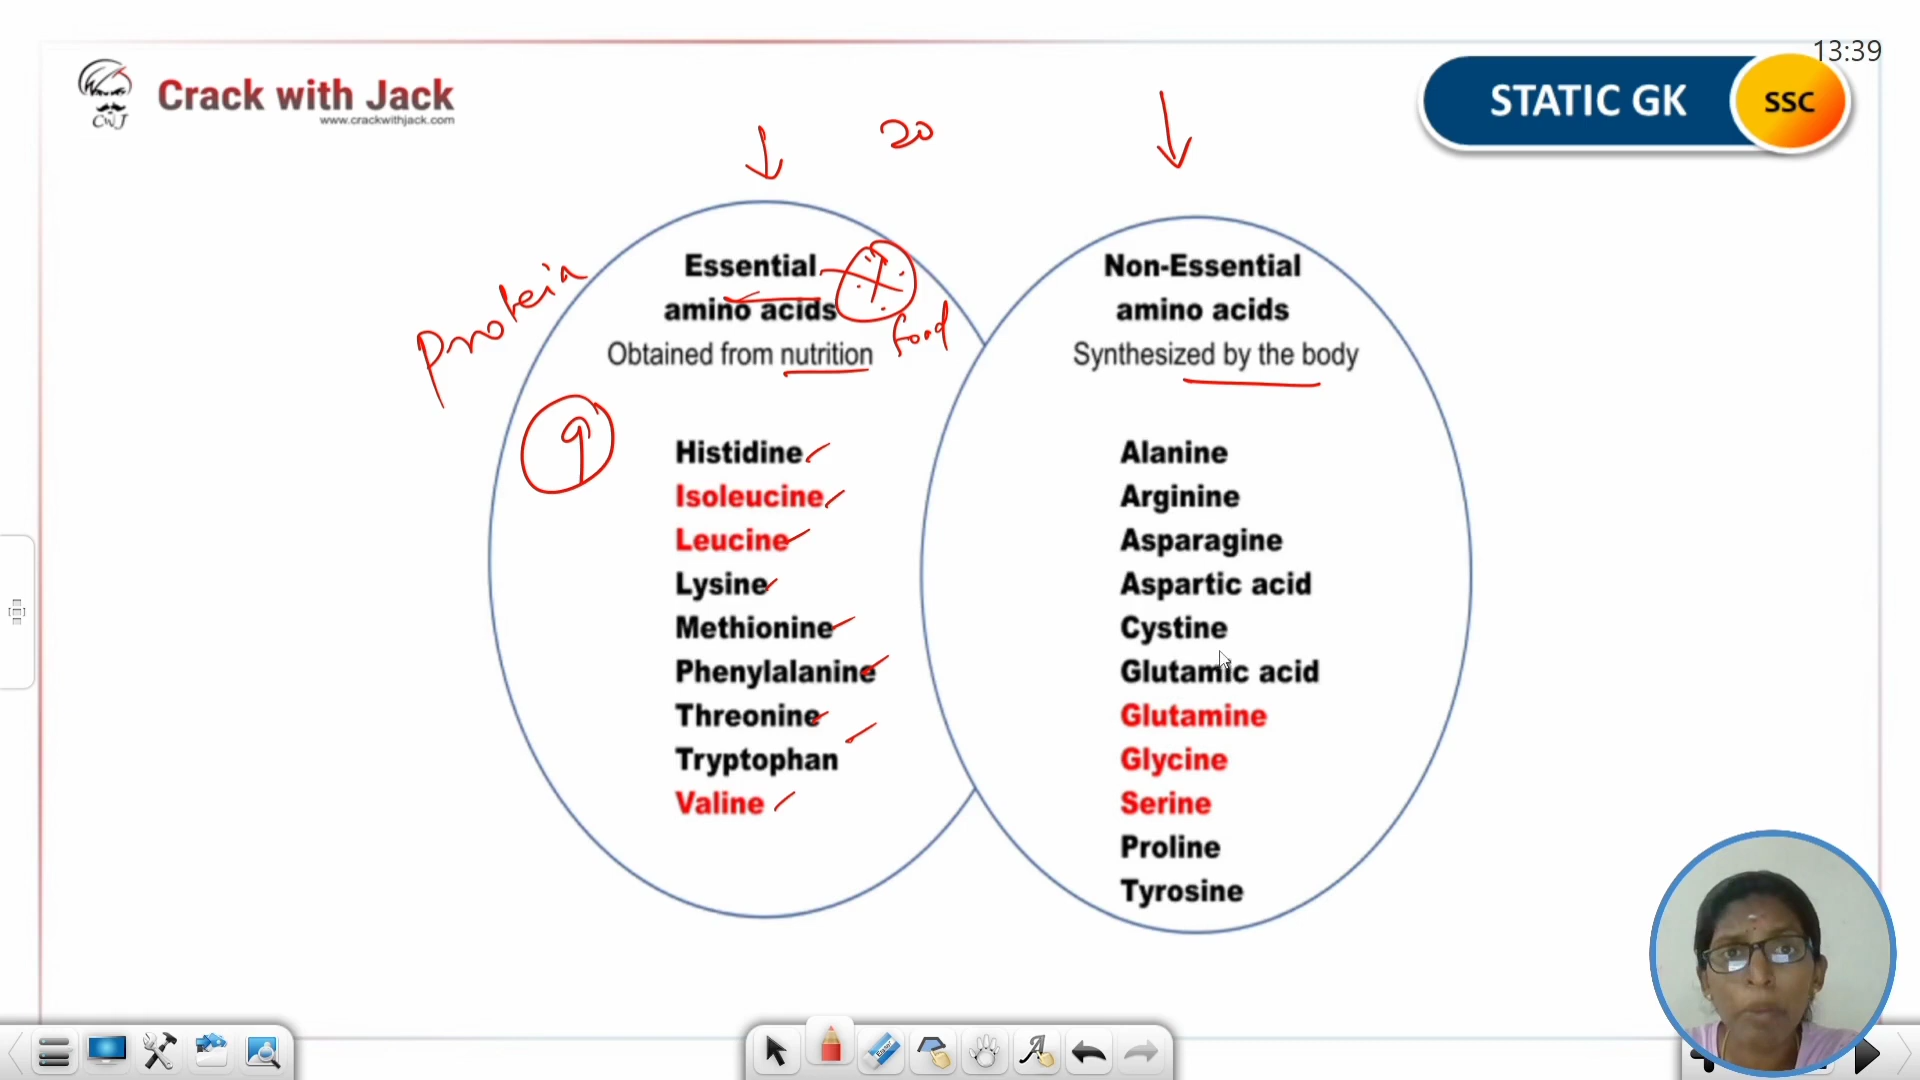 13:39
Crack with Jack
www.crackwithjack.com
CWJ
STATIC GK
SSC
20
protein
Essential
amino acids
food
Obtained from nutrition
9
Histidine
Isoleucine
Leucine
Lysine
Methionine
Phenylalanine
Threonine
Tryptophan
Valine
Non-Essential
amino acids
Synthesized by the body
Alanine
Arginine
Asparagine
Aspartic acid
Cystine
Glutamic acid
Glutamine
Glycine
Serine
Proline
Tyrosine
Eraser